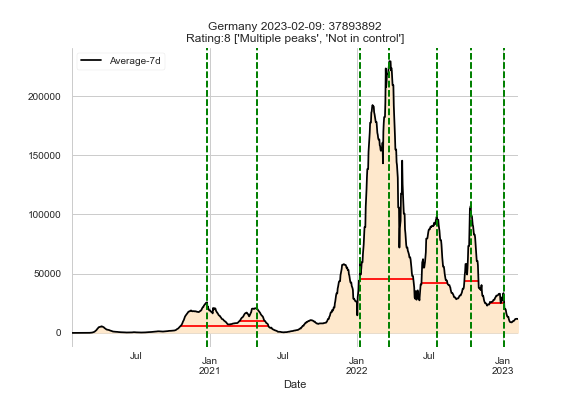 Germany 2023-02-09: 37893892
Rating:8 ['Multiple peaks', 'Not in control']
Average-7d
200000
150000
100000
50000
0
Jul
Jan
2021
Jul
Jan
2022
Jul
Jan
2023
Date